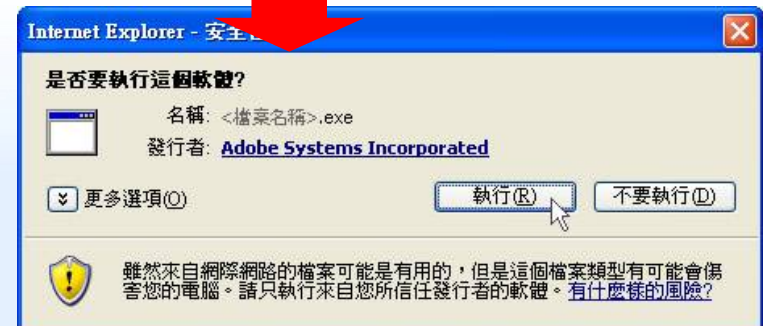 Internet Explorer - 安全
是否要執行這個軟體?
名稱: <檔案名稱>.exe
發行者: Adobe Systems Incorporated
更多選項(O)
執行(R)
不要執行(D)
雖然來自網際網路的檔案可能是有用的，但是這個檔案類型有可能會傷
害您的電腦。請只執行來自您所信任發行者的軟體。有什麼樣的風險?